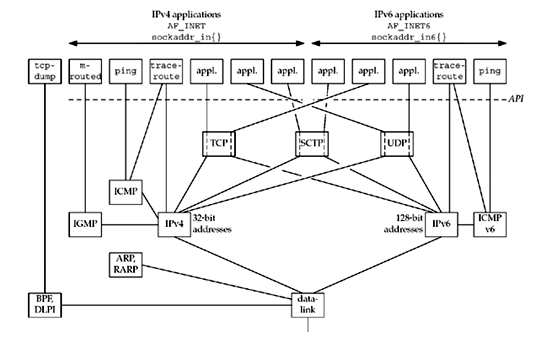 IPv4 applications
AF_INET
sockaddr_in{}
IPv6 applications
AF_INET6
sockaddr_in6{}
tcp-
dump
m-
routed
ping
trace-
route
appl.
appl.
appl.
appl.
appl.
appl.
trace-
route
ping
API
TCP
SCTP
UDP
ICMP
IGMP
IPv4
32-bit
addresses
128-bit
addresses
IPv6
ICMP
v6
ARP,
RARP
BPF,
DLPI
data-
link